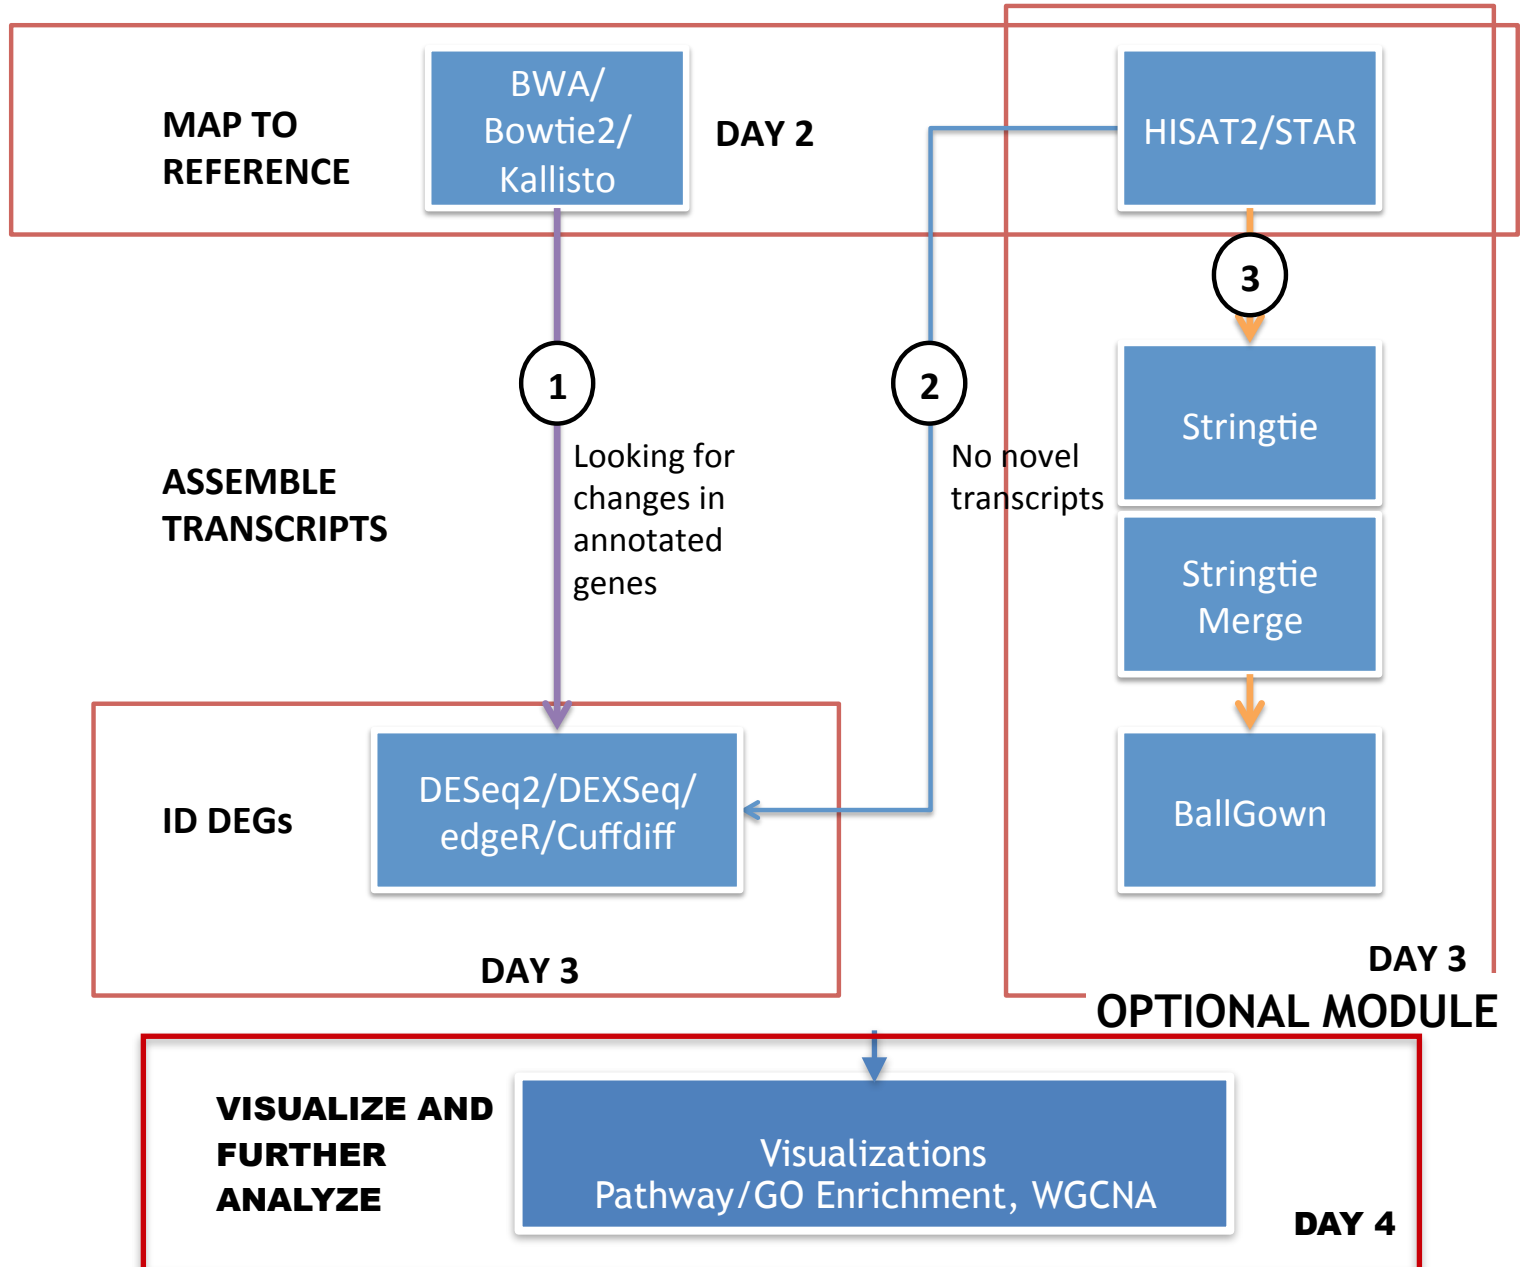 MAP TO
REFERENCE
BWA/
Bowtie2/
Kallisto
DAY 2
HISAT2/STAR
1
2
3
Looking for
changes in
annotated
genes
No novel
transcripts
ASSEMBLE
TRANSCRIPTS
Stringtie
Stringtie
Merge
ID DEGs
DESeq2/DEXSeq/
edgeR/Cuffdiff
BallGown
DAY 3
DAY 3
OPTIONAL MODULE
VISUALIZE AND
FURTHER
ANALYZE
Visualizations
Pathway/GO Enrichment, WGCNA
DAY 4